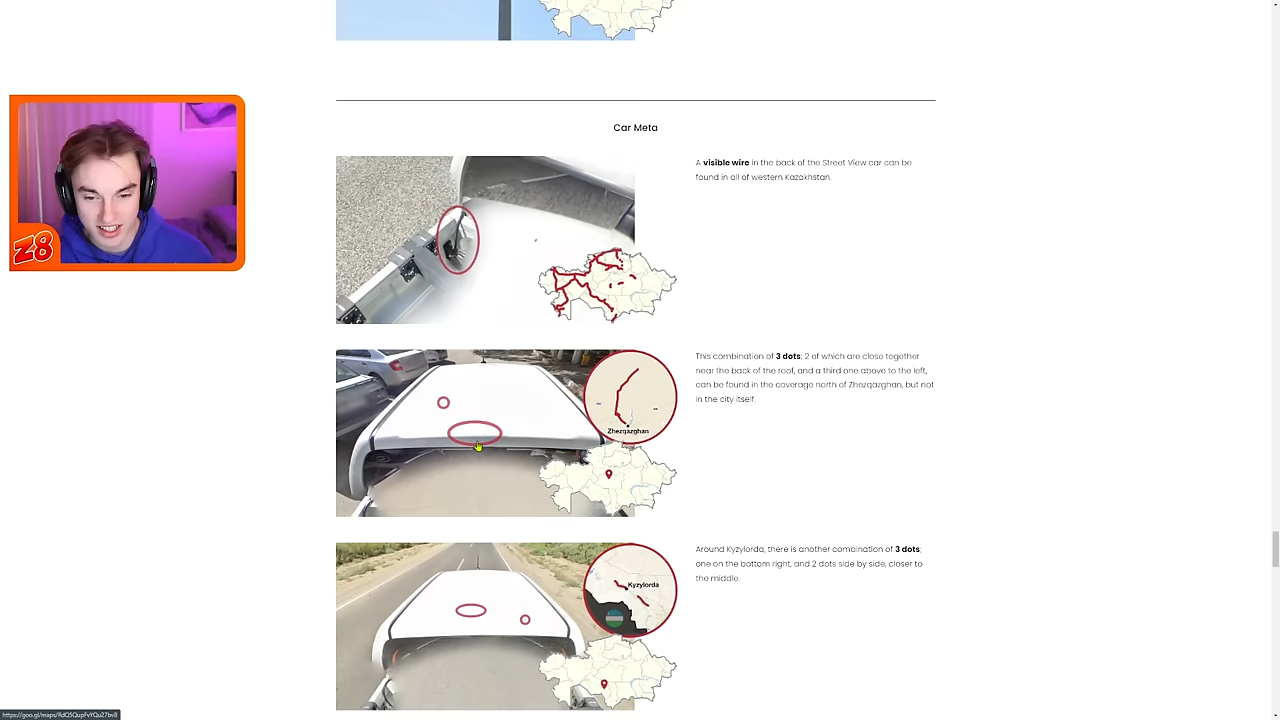 Car Meta
A visible wire in the back of the Street View car can be
found in all of western Kazakhstan.
This combination of 3 dots; 2 of which are close together
near the back of the roof, and a third one above to the left,
can be found in the coverage north of Zhezqazghan, but not
in the city itself.
Zhezqazghan
Around Kyzylorda, there is another combination of 3 dots;
one on the bottom right, and 2 dots side by side, closer to
the middle.
Kyzylorda
z8